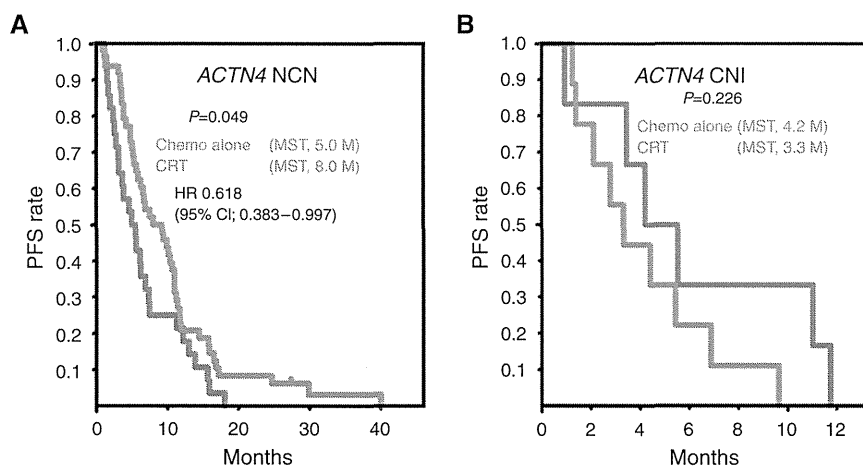 A
ACTN4 NCN
P=0.049
Chemo alone (MST, 5.0 M)
CRT (MST, 8.0 M)
HR 0.618
(95% CI; 0.383–0.997)
PFS rate
1.0
0.9
0.8
0.7
0.6
0.5
0.4
0.3
0.2
0.1
0 10 20 30 40
Months
B
ACTN4 CNI
P=0.226
Chemo alone (MST, 4.2 M)
CRT (MST, 3.3 M)
PFS rate
1.0
0.9
0.8
0.7
0.6
0.5
0.4
0.3
0.2
0.1
0 2 4 6 8 10 12
Months